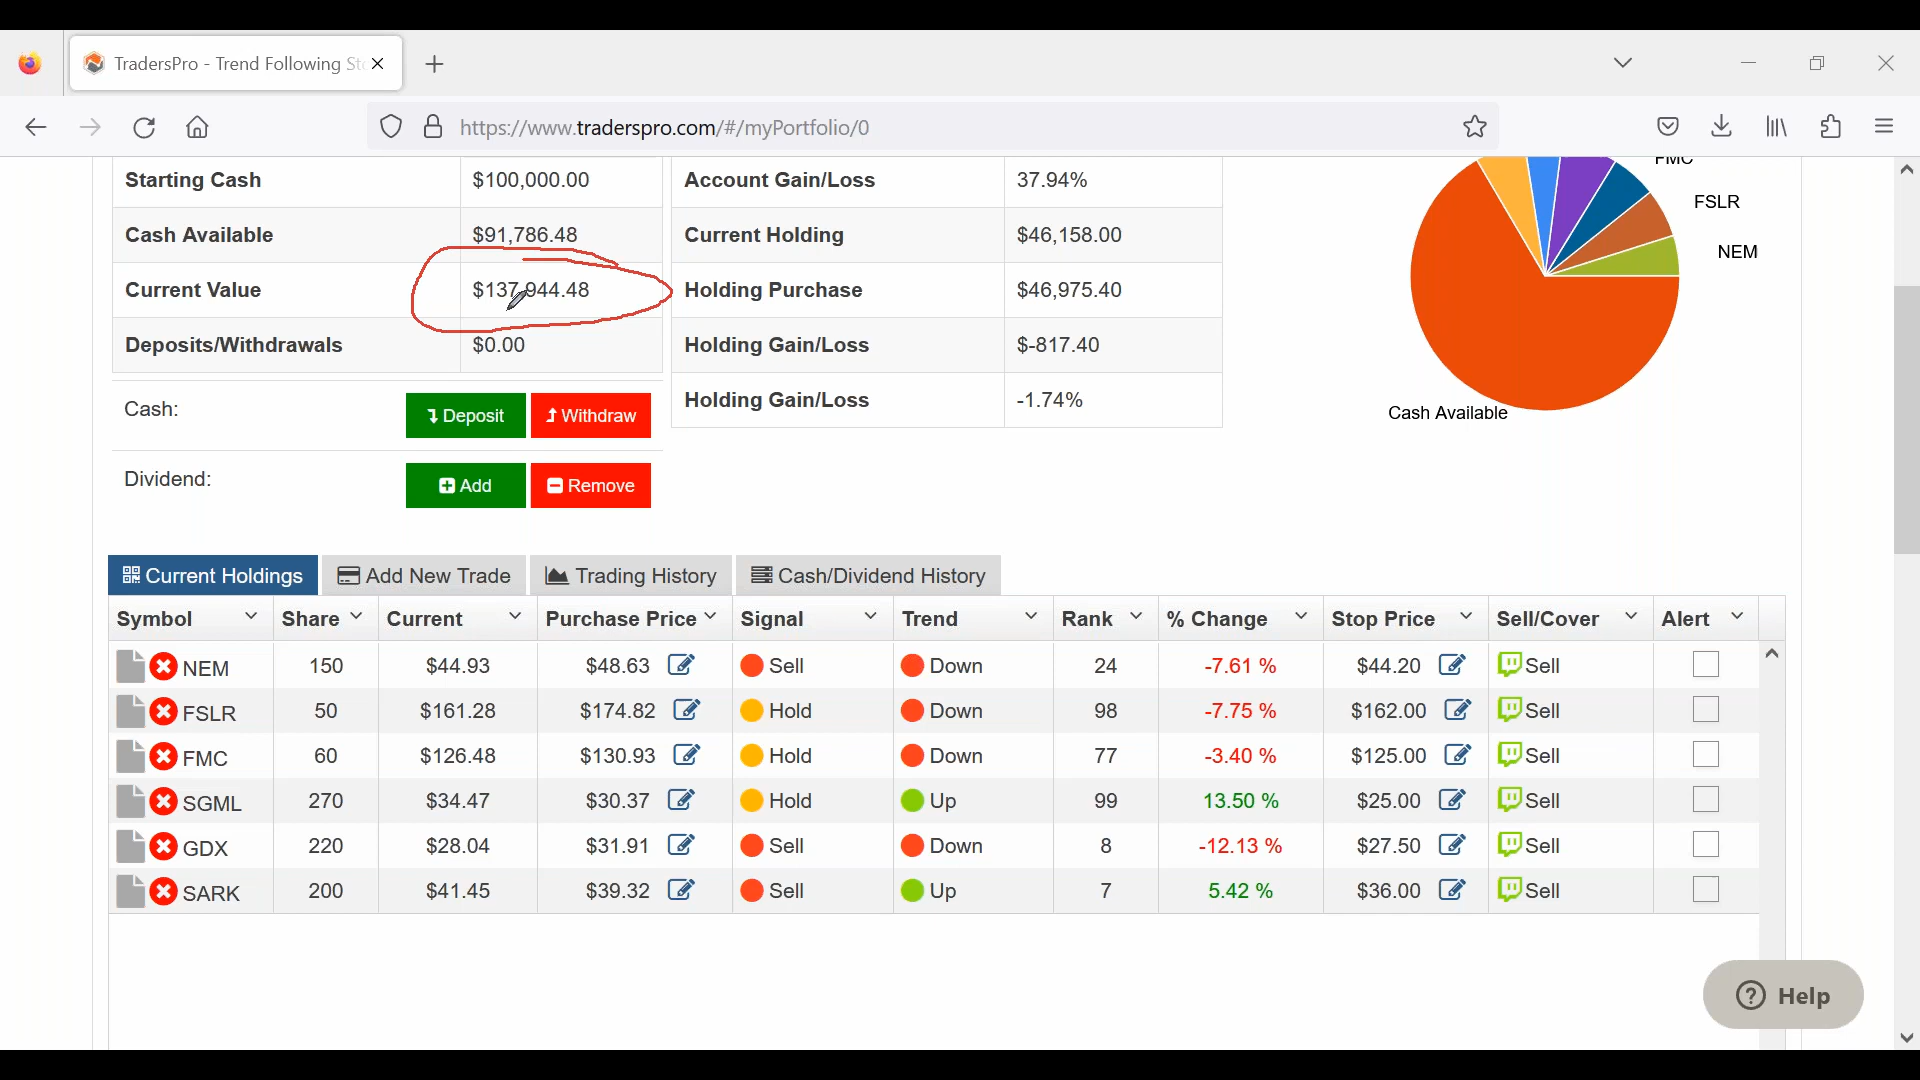 TradersPro - Trend Following St
https://www.traderspro.com/#/myPortfolio/0
Starting Cash $100,000.00 Account Gain/Loss 37.94%
Cash Available $91,786.48 Current Holding $46,158.00
Current Value $137,944.48 Holding Purchase $46,975.40
Deposits/Withdrawals $0.00 Holding Gain/Loss $-817.40
Holding Gain/Loss -1.74%
FMC
FSLR
NEM
Cash Available
Cash: Deposit Withdraw
Dividend: Add Remove
Current Holdings Add New Trade Trading History Cash/Dividend History
Symbol Share Current Purchase Price Signal Trend Rank % Change Stop Price Sell/Cover Alert
NEM 150 $44.93 $48.63 Sell Down 24 -7.61 % $44.20 Sell
FSLR 50 $161.28 $174.82 Hold Down 98 -7.75 % $162.00 Sell
FMC 60 $126.48 $130.93 Hold Down 77 -3.40 % $125.00 Sell
SGML 270 $34.47 $30.37 Hold Up 99 13.50 % $25.00 Sell
GDX 220 $28.04 $31.91 Sell Down 8 -12.13 % $27.50 Sell
SARK 200 $41.45 $39.32 Sell Up 7 5.42 % $36.00 Sell
Help